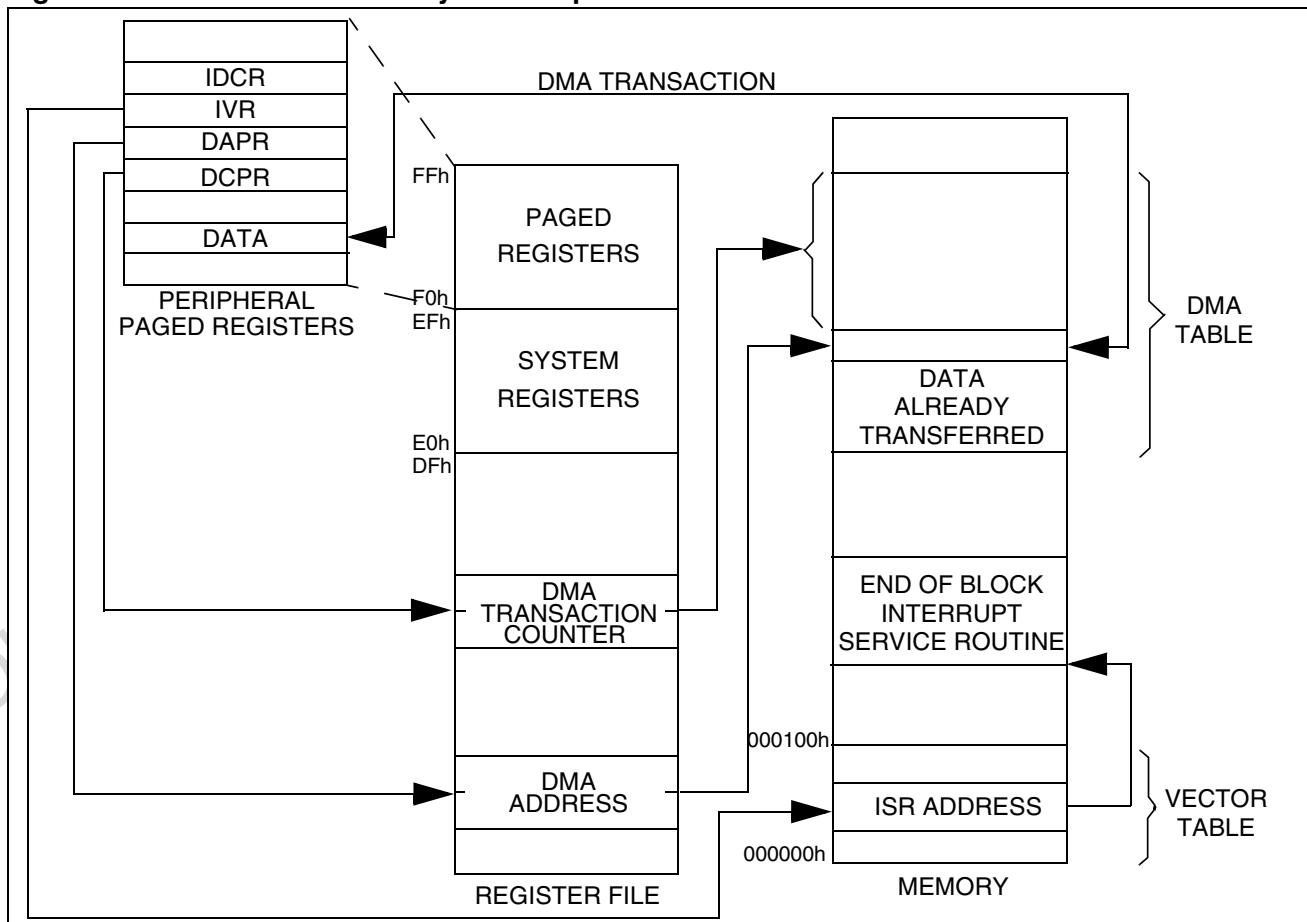 DMA TRANSACTION
IDCR
IVR
DAPR
DCPR
DATA
PERIPHERAL
PAGED REGISTERS
FFh
PAGED
REGISTERS
F0h
EFh
SYSTEM
REGISTERS
E0h
DFh
DMA
TRANSACTION
COUNTER
DMA
ADDRESS
REGISTER FILE
DATA
ALREADY
TRANSFERRED
END OF BLOCK
INTERRUPT
SERVICE ROUTINE
000100h
ISR ADDRESS
000000h
MEMORY
DMA
TABLE
VECTOR
TABLE